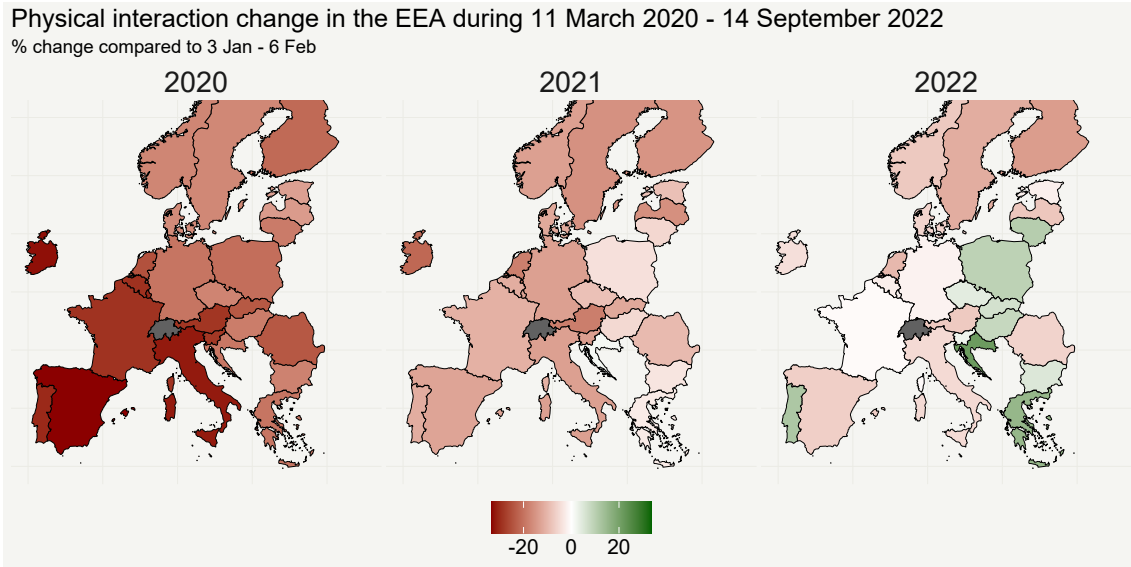 Physical interaction change in the EEA during 11 March 2020 - 14 September 2022
% change compared to 3 Jan - 6 Feb
2020 2021 2022
-20 0 20